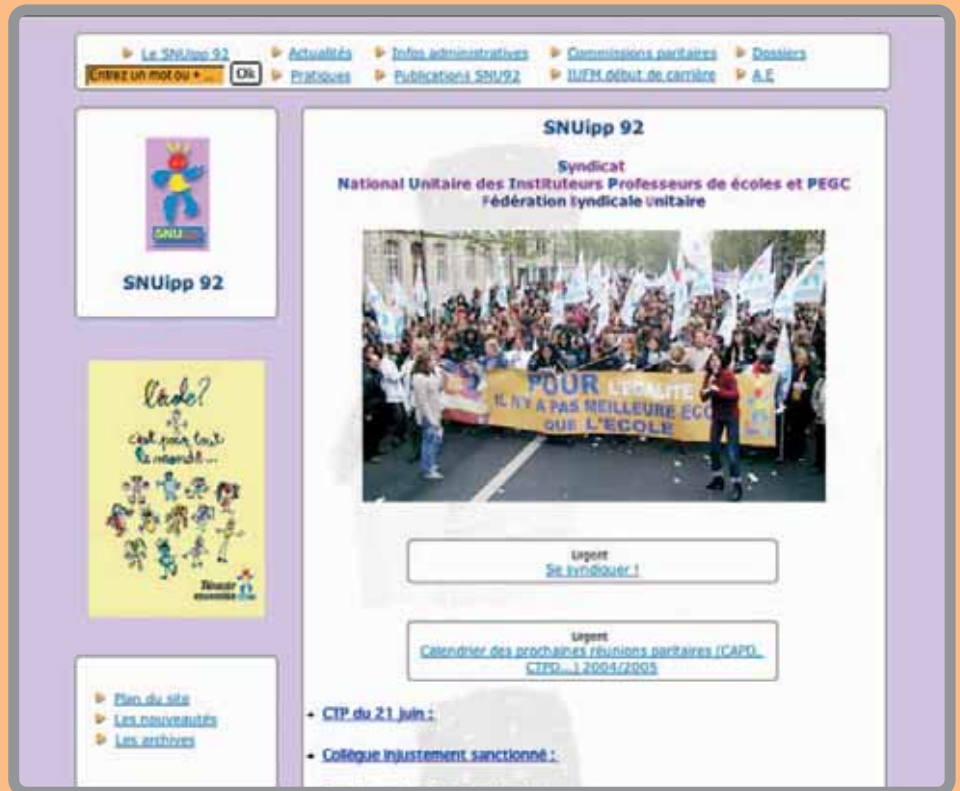 Le SNUipp 92
Actualités
Infos administratives
Commissions paritaires
Dossiers
Entrez un mot ou + ...
Ok
Pratiques
Publications SNU92
IUFM,début de carrière
A.E
SNUipp 92
Syndicat
National Unitaire des Instituteurs Professeurs de écoles et PEGC
Fédération Syndicale Unitaire
SNU
SNUipp 92
POUR L'EGALITE
IL N'Y A PAS MEILLEURE ECO
QUE L'ECOLE
l'école?
c'est pour tout
le monde...
Réussir
ensemble
Urgent
Se syndiquer !
Urgent
Calendrier des prochaines réunions paritaires (CAPD,
CTPD...) 2004/2005
Plan du site
Les nouveautés
Les archives
CTP du 21 juin :
Collègue injustement sanctionné :